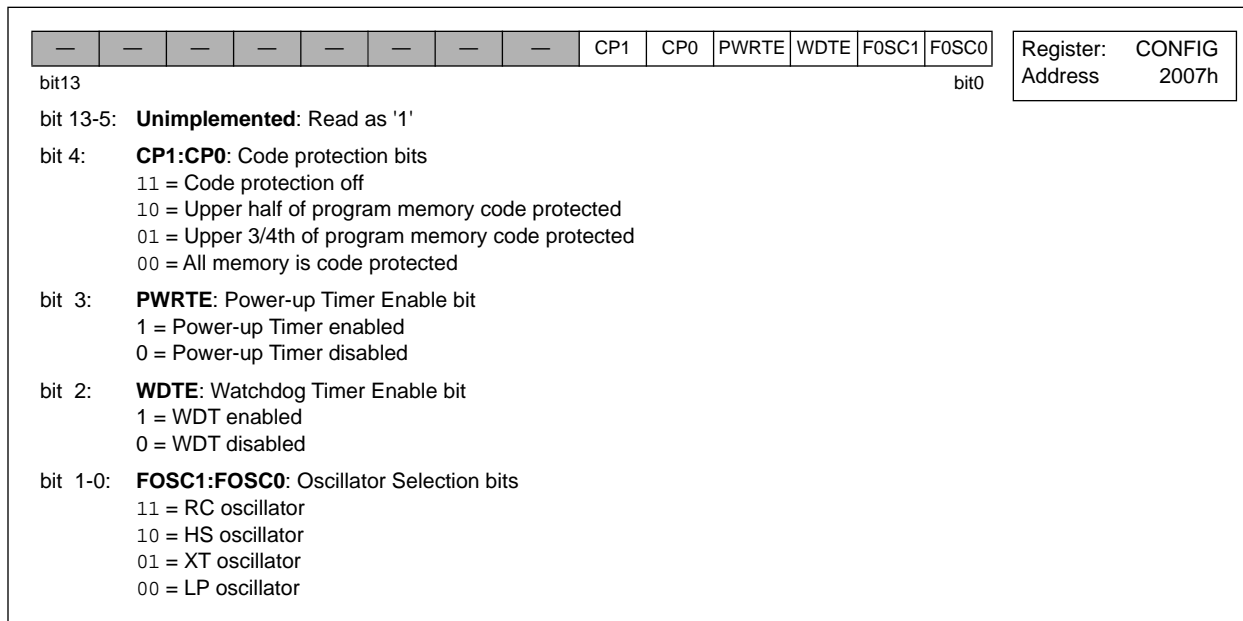 — — — — — — — — CP1 CP0 PWRTE WDTE F0SC1 F0SC0
Register: CONFIG
Address 2007h
bit13 bit0
bit 13-5: Unimplemented: Read as '1'
bit 4: CP1:CP0: Code protection bits
11 = Code protection off
10 = Upper half of program memory code protected
01 = Upper 3/4th of program memory code protected
00 = All memory is code protected
bit 3: PWRTE: Power-up Timer Enable bit
1 = Power-up Timer enabled
0 = Power-up Timer disabled
bit 2: WDTE: Watchdog Timer Enable bit
1 = WDT enabled
0 = WDT disabled
bit 1-0: FOSC1:FOSC0: Oscillator Selection bits
11 = RC oscillator
10 = HS oscillator
01 = XT oscillator
00 = LP oscillator